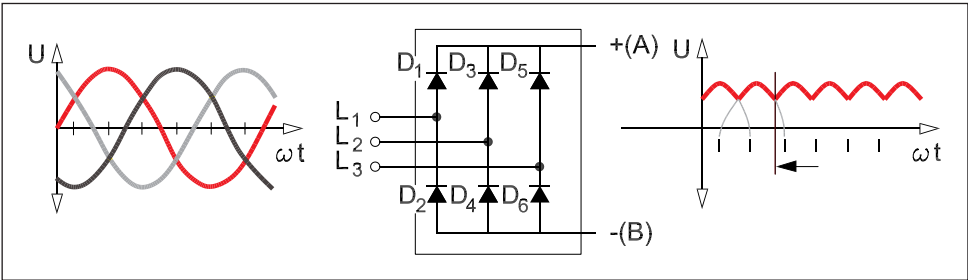 U
ωt
D1 D3 D5
+(A)
L1
L2
L3
D2 D4 D6
-(B)
U
ωt